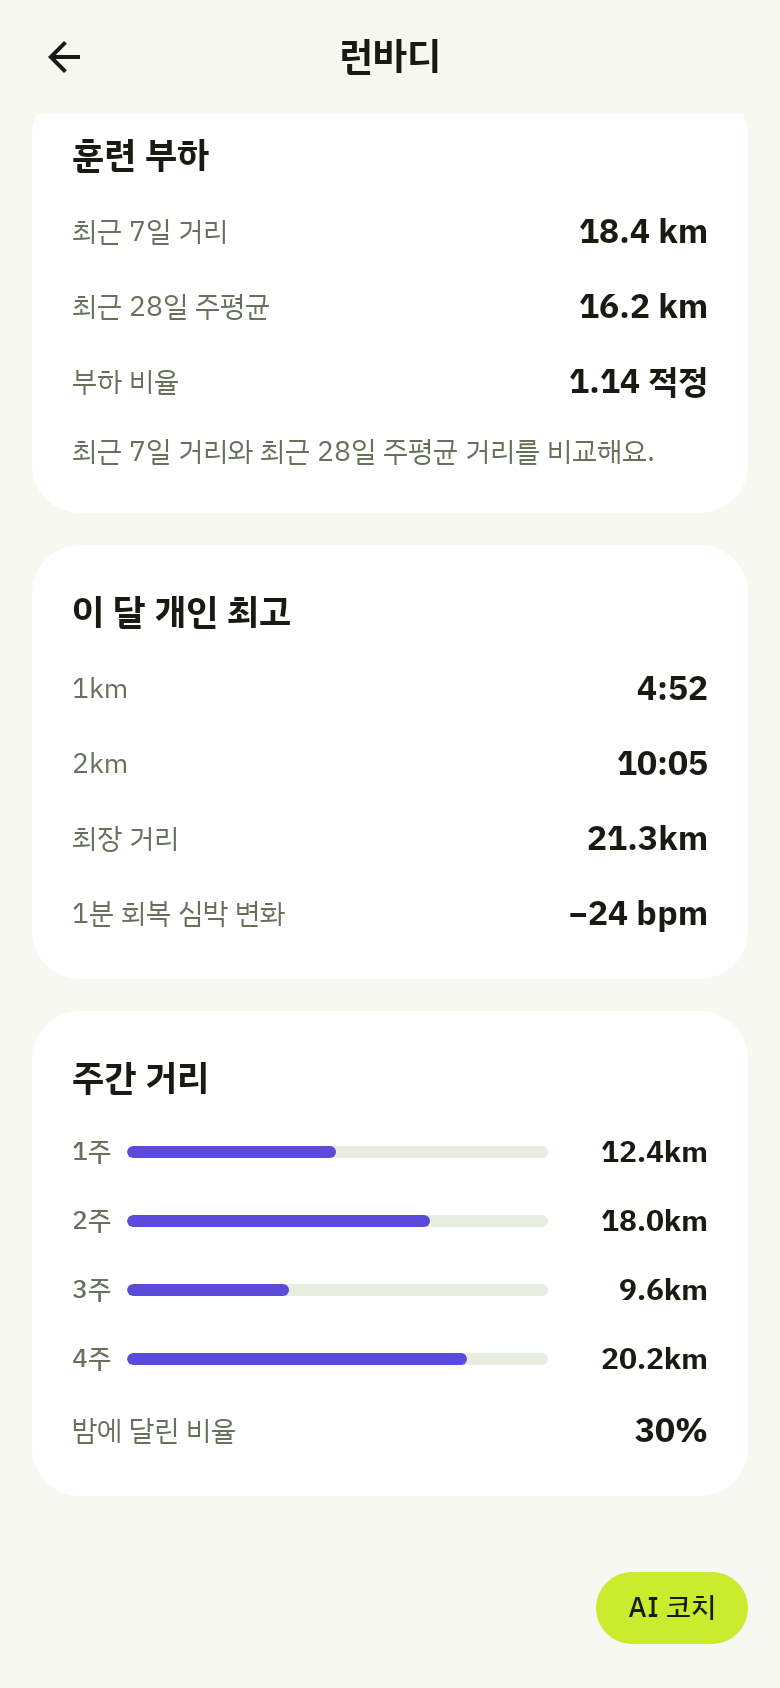 런바디
훈련 부하
최근 7일 거리 18.4 km
최근 28일 주평균 16.2 km
부하 비율 1.14 적정
최근 7일 거리와 최근 28일 주평균 거리를 비교해요.
이 달 개인 최고
1km 4:52
2km 10:05
최장 거리 21.3km
1분 회복 심박 변화 −24 bpm
주간 거리
1주 12.4km
2주 18.0km
3주 9.6km
4주 20.2km
밤에 달린 비율 30%
AI 코치